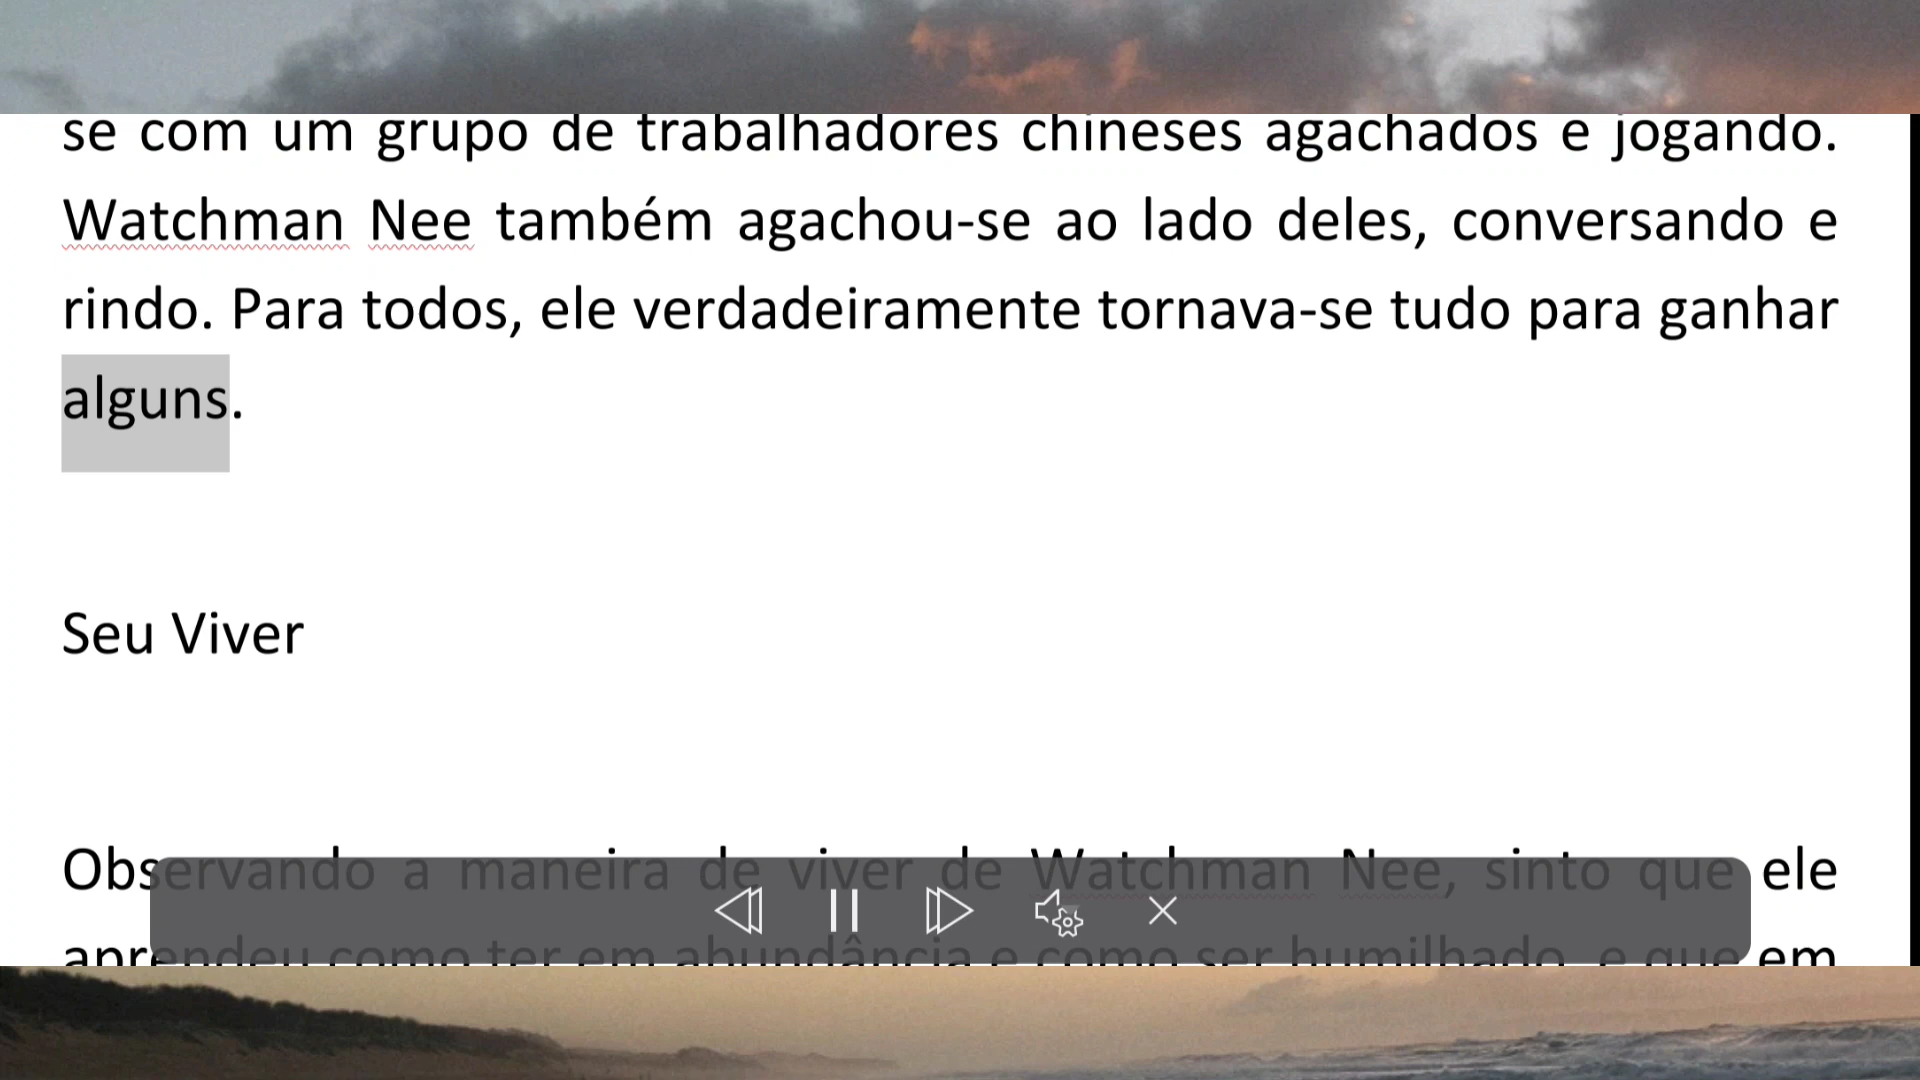 se com um grupo de trabalhadores chineses agachados e jogando.
Watchman Nee também agachou-se ao lado deles, conversando e
rindo. Para todos, ele verdadeiramente tornava-se tudo para ganhar
alguns.
Seu Viver
Observando a maneira de viver de Watchman Nee, sinto que ele
aprendeu como ter em abundância e como ser humilhado, e que em